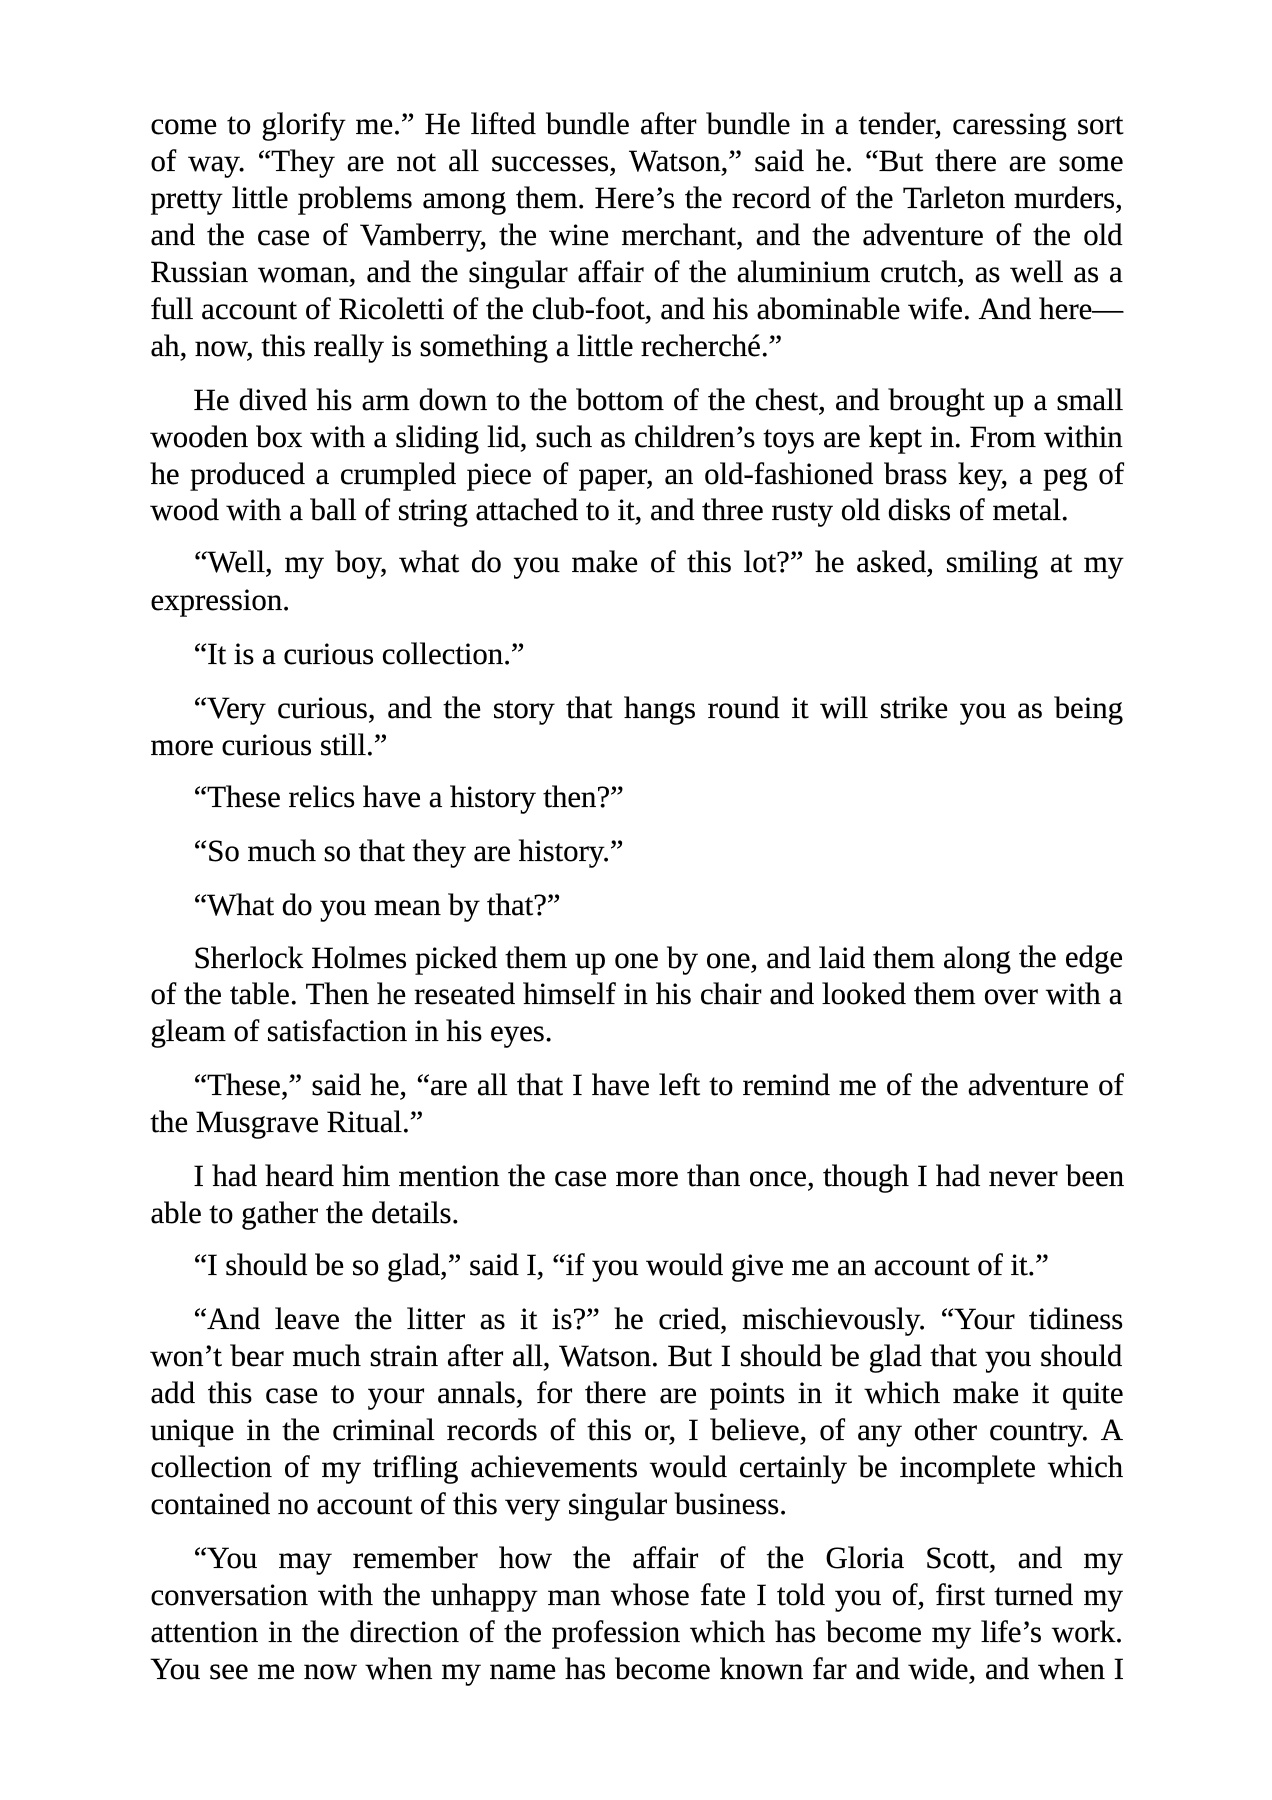 come to glorify me.” He lifted bundle after bundle in a tender, caressing sort
of way. “They are not all successes, Watson,” said he. “But there are some
pretty little problems among them. Here’s the record of the Tarleton murders,
and the case of Vamberry, the wine merchant, and the adventure of the old
Russian woman, and the singular affair of the aluminium crutch, as well as a
full account of Ricoletti of the club-foot, and his abominable wife. And here—
ah, now, this really is something a little recherché.”
He dived his arm down to the bottom of the chest, and brought up a small
wooden box with a sliding lid, such as children’s toys are kept in. From within
he produced a crumpled piece of paper, an old-fashioned brass key, a peg of
wood with a ball of string attached to it, and three rusty old disks of metal.
“Well, my boy, what do you make of this lot?” he asked, smiling at my
expression.
“It is a curious collection.”
“Very curious, and the story that hangs round it will strike you as being
more curious still.”
“These relics have a history then?”
“So much so that they are history.”
“What do you mean by that?”
Sherlock Holmes picked them up one by one, and laid them along the edge
of the table. Then he reseated himself in his chair and looked them over with a
gleam of satisfaction in his eyes.
“These,” said he, “are all that I have left to remind me of the adventure of
the Musgrave Ritual.”
I had heard him mention the case more than once, though I had never been
able to gather the details.
“I should be so glad,” said I, “if you would give me an account of it.”
“And leave the litter as it is?” he cried, mischievously. “Your tidiness
won’t bear much strain after all, Watson. But I should be glad that you should
add this case to your annals, for there are points in it which make it quite
unique in the criminal records of this or, I believe, of any other country. A
collection of my trifling achievements would certainly be incomplete which
contained no account of this very singular business.
“You may remember how the affair of the Gloria Scott, and my
conversation with the unhappy man whose fate I told you of, first turned my
attention in the direction of the profession which has become my life’s work.
You see me now when my name has become known far and wide, and when I